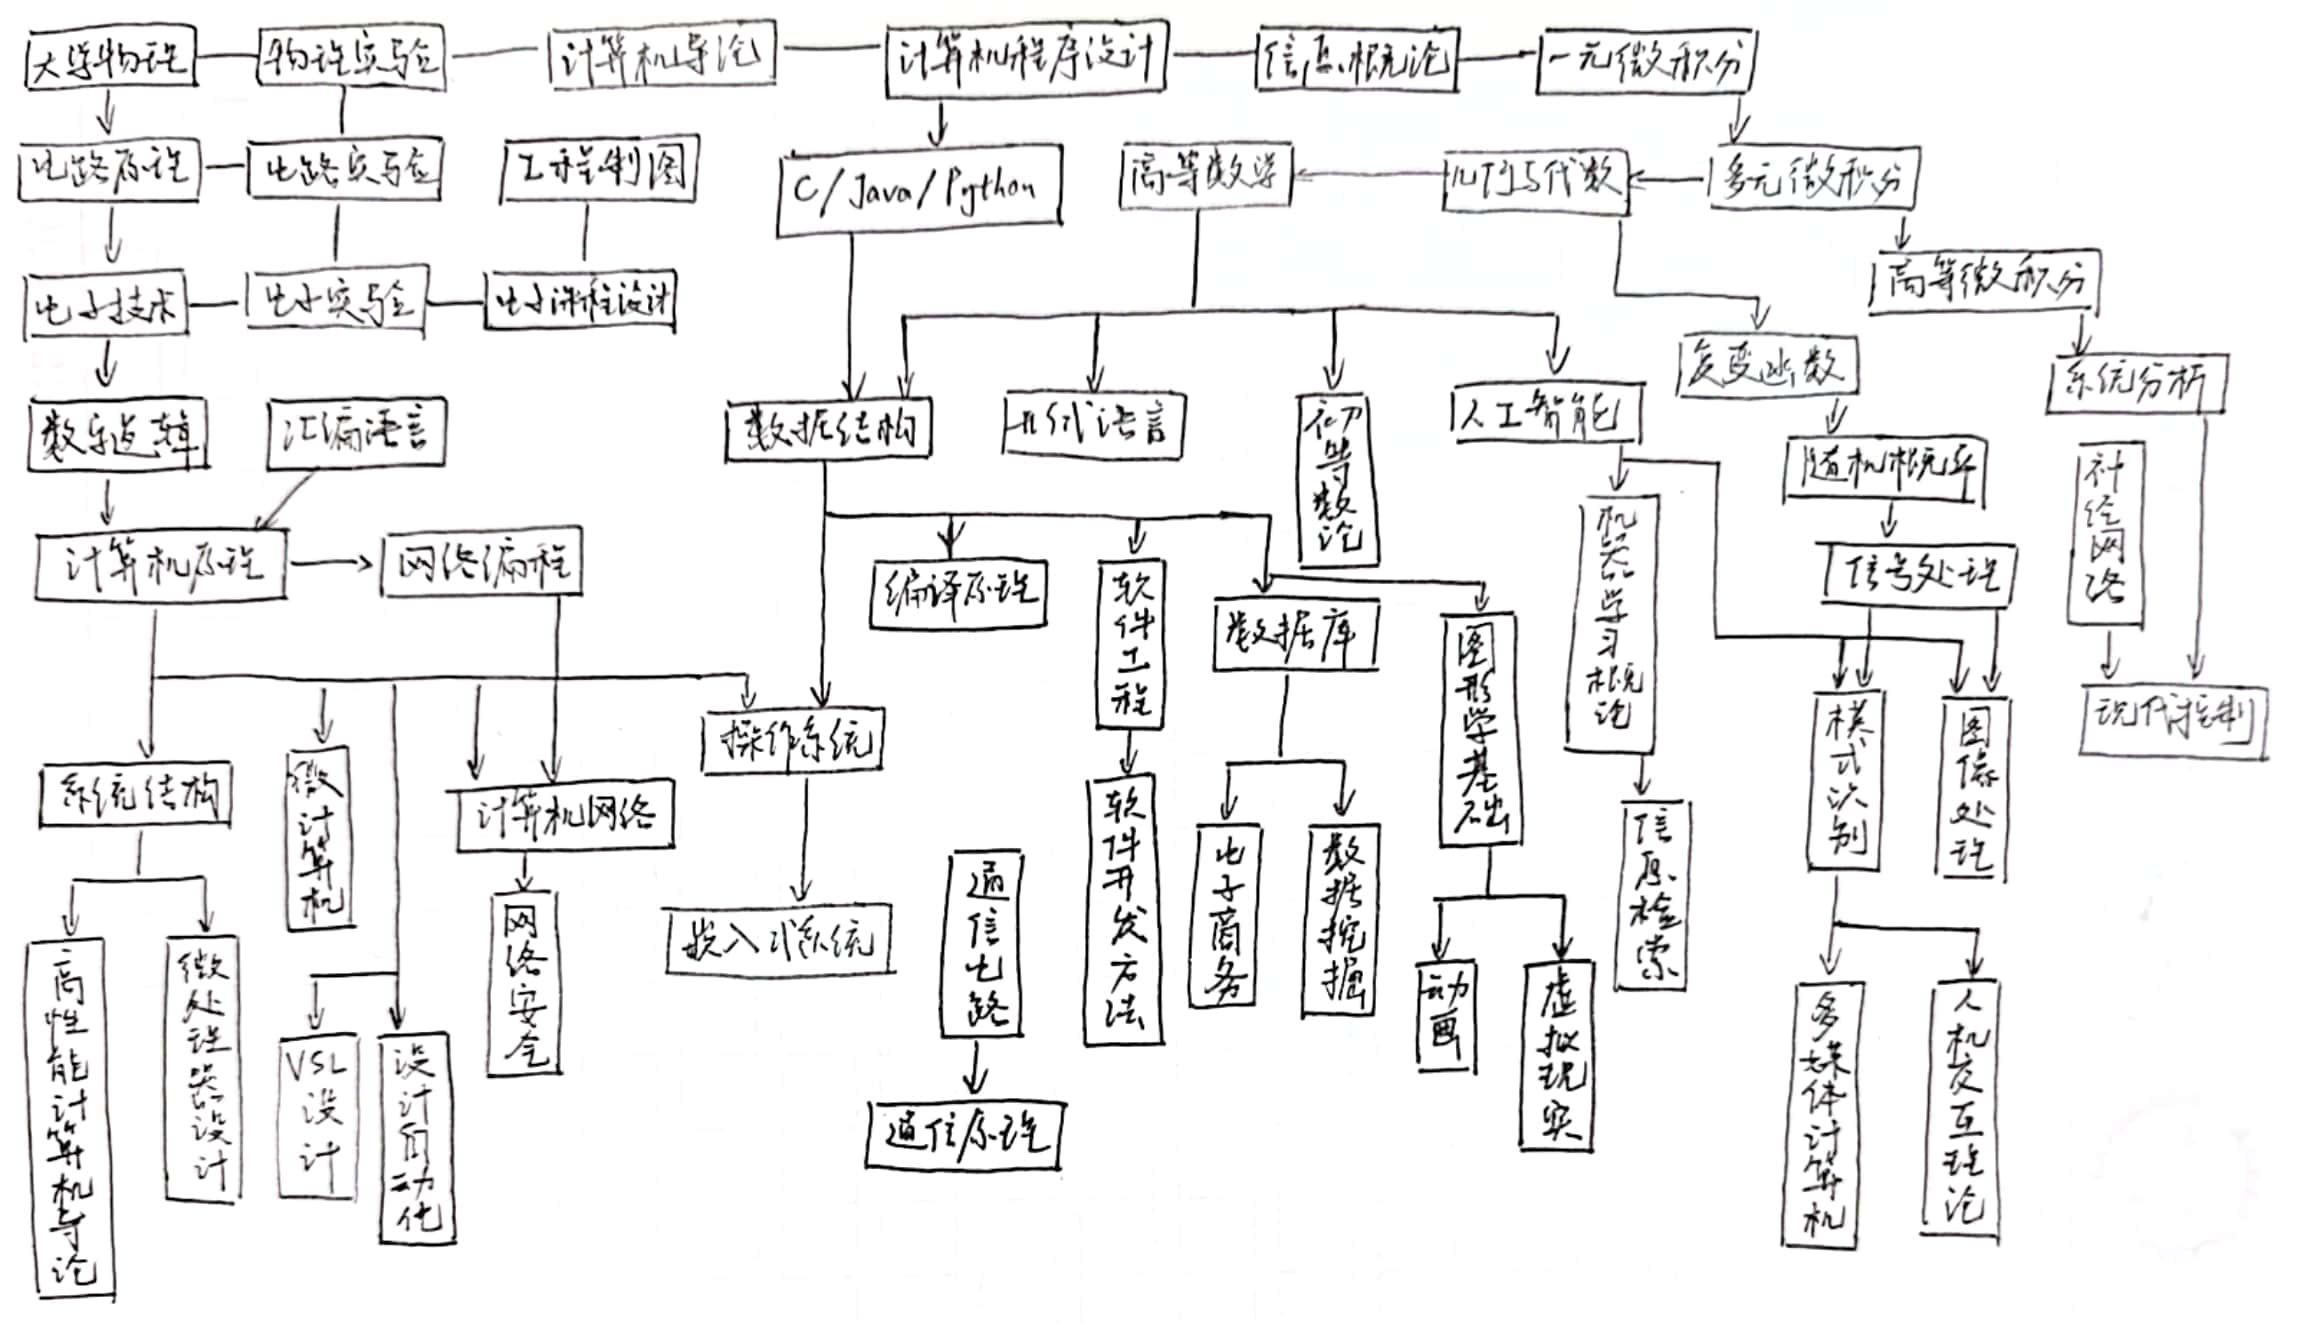 大学物理
物理实验
计算机导论
计算机程序设计
信息概论
一元微积分
电路原理
电路实验
工程制图
C/Java/Python
高等数学
几何与代数
多元微积分
高等微积分
电子技术
电子实验
电子课程设计
复变函数
系统分析
数字逻辑
汇编语言
数据结构
形式语言
初等数论
人工智能
随机概率
神经网络
计算机原理
网络编程
编译原理
软件工程
数据库
图形学基础
机器学习概论
信号处理
操作系统
模式识别
图像处理
现代控制
系统结构
微计算机
计算机网络
软件开发方法
电子商务
数据挖掘
信息检索
网络安全
嵌入式系统
通信电路
高性能计算机导论
微处理器设计
VSL设计
设计自动化
动画
虚拟现实
多媒体计算机
人机交互理论
通信原理